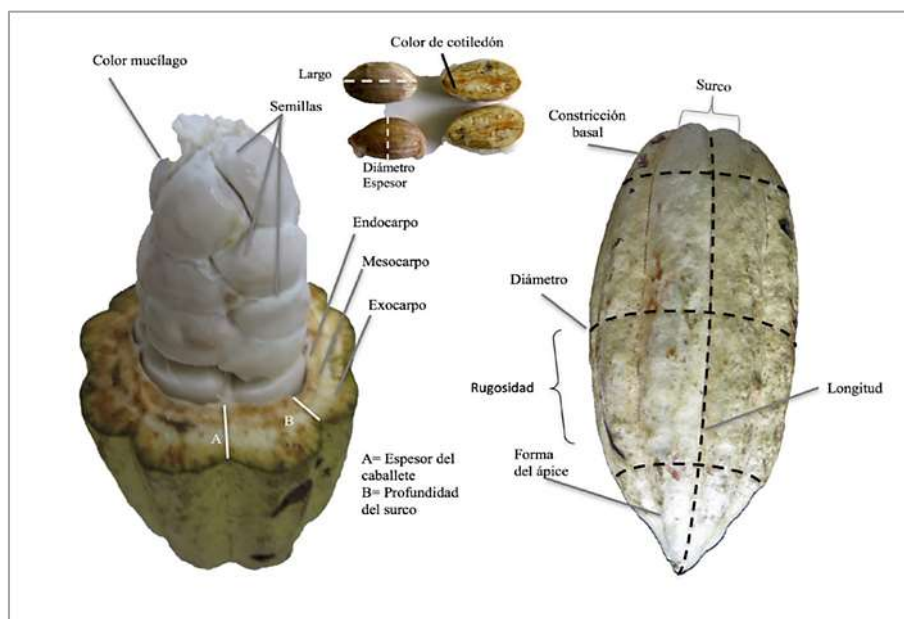 Color mucílago
Semillas
Largo
Color de cotiledón
Diámetro
Espesor
Endocarpo
Mesocarpo
Exocarpo
A
B
A= Espesor del
caballete
B= Profundidad
del surco
Surco
Constricción
basal
Diámetro
Rugosidad
Longitud
Forma
del ápice